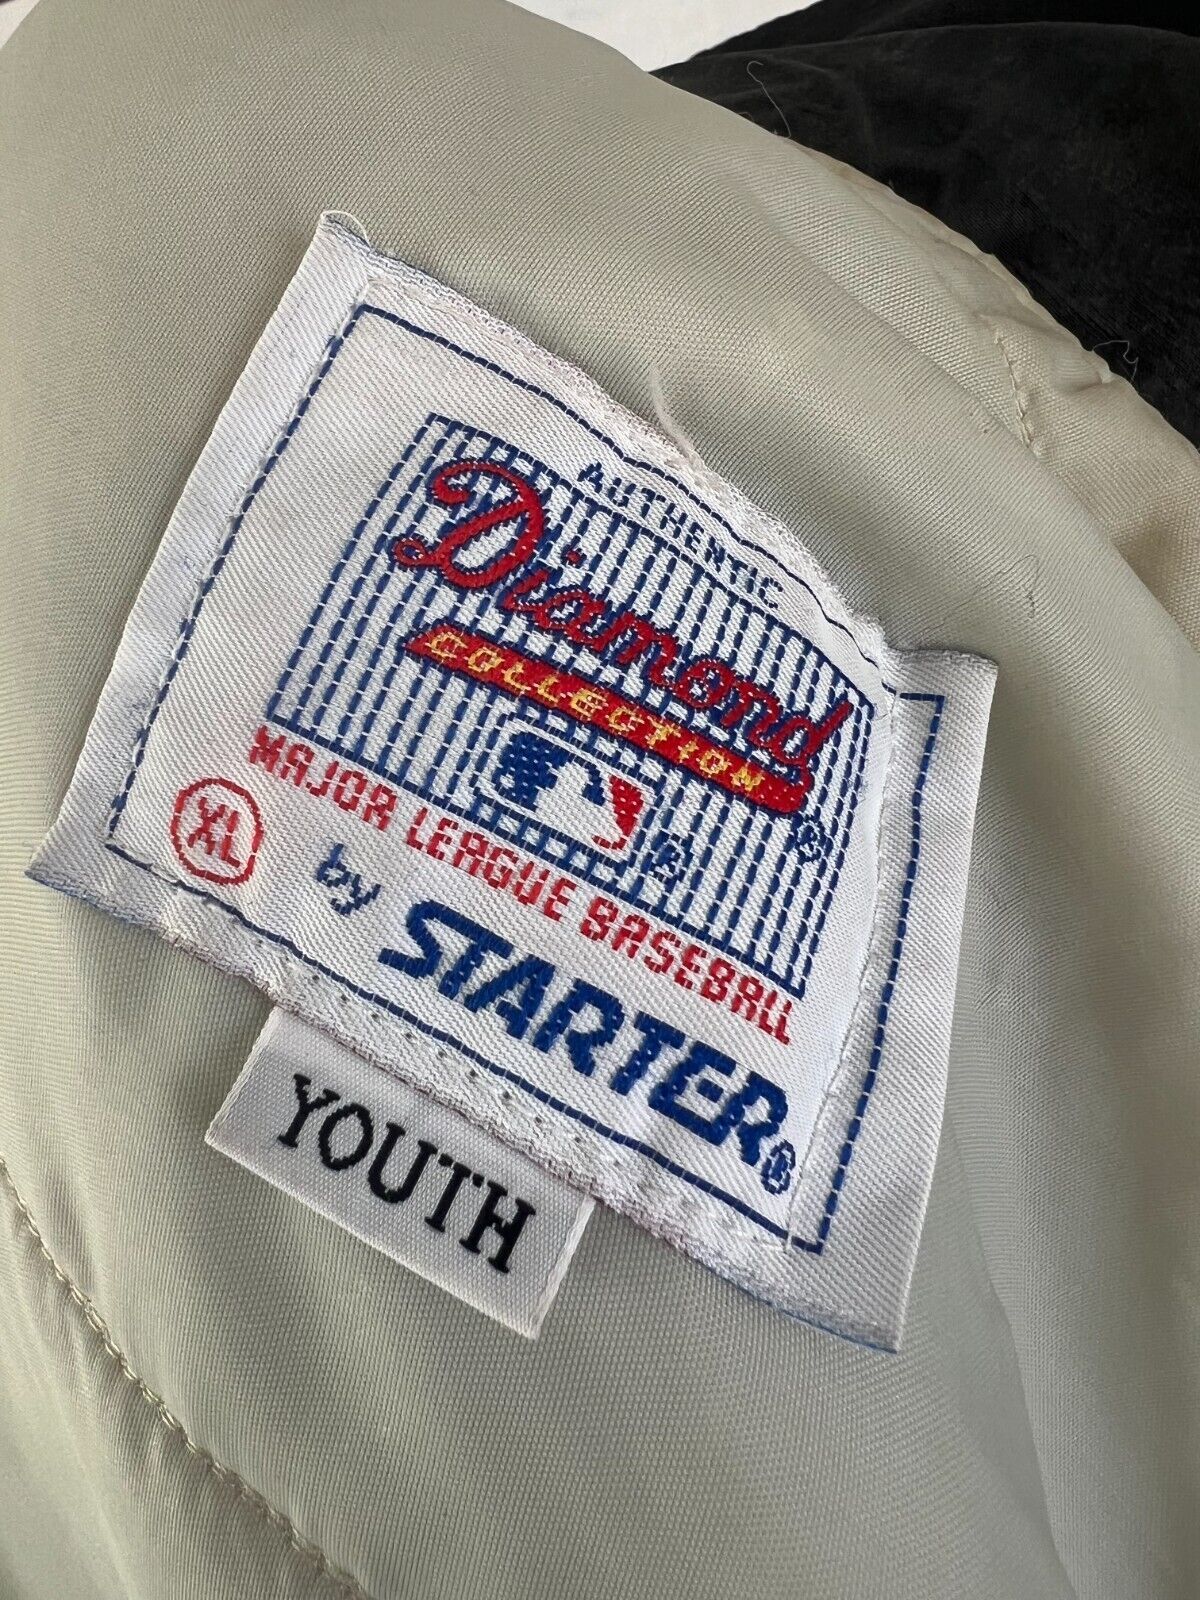 AUTHENTIC
Diamond
COLLECTION
®
®
MAJOR LEAGUE BASEBALL
XL
by STARTER®
YOUTH